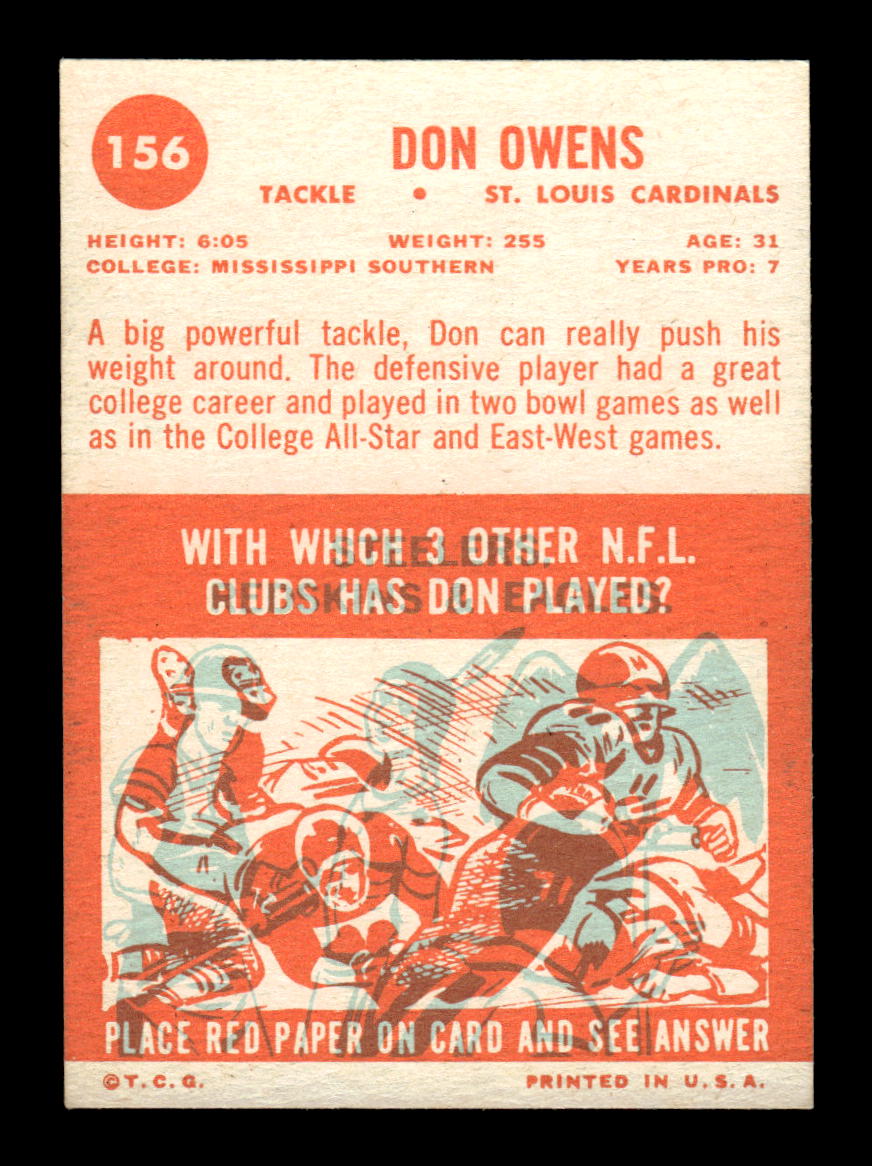 156
DON OWENS
TACKLE • ST. LOUIS CARDINALS
HEIGHT: 6:05 WEIGHT: 255 AGE: 31
COLLEGE: MISSISSIPPI SOUTHERN YEARS PRO: 7
A big powerful tackle, Don can really push his
weight around. The defensive player had a great
college career and played in two bowl games as well
as in the College All-Star and East-West games.
WITH WHICH 3 OTHER N.F.L.
STEELERS,
CLUBS HAS DON PLAYED?
REDSKINS & EAGLES.
PLACE RED PAPER ON CARD AND SEE ANSWER
©T.C.G. PRINTED IN U.S.A.